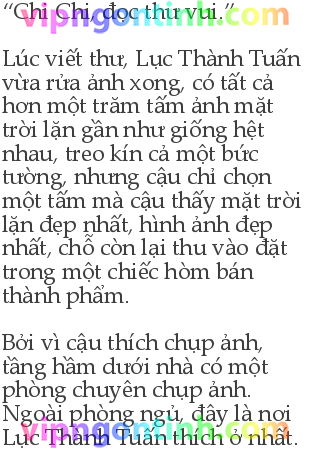 “Chi Chi, đọc thư vui.”
vipngontinh.com
Lúc viết thư, Lục Thành Tuấn
vừa rửa ảnh xong, có tất cả
hơn một trăm tấm ảnh mặt
trời lặn gần như giống hệt
nhau, treo kín cả một bức
tường, nhưng cậu chỉ chọn
một tấm mà cậu thấy mặt trời
lặn đẹp nhất, hình ảnh đẹp
nhất, chỗ còn lại thu vào đặt
trong một chiếc hòm bán
thành phẩm.
Bởi vì cậu thích chụp ảnh,
tầng hầm dưới nhà có một
phòng chuyên chụp ảnh.
Ngoài phòng ngủ, đây là nơi
Lục Thành Tuấn thích ở nhất.
vipngontinh.com